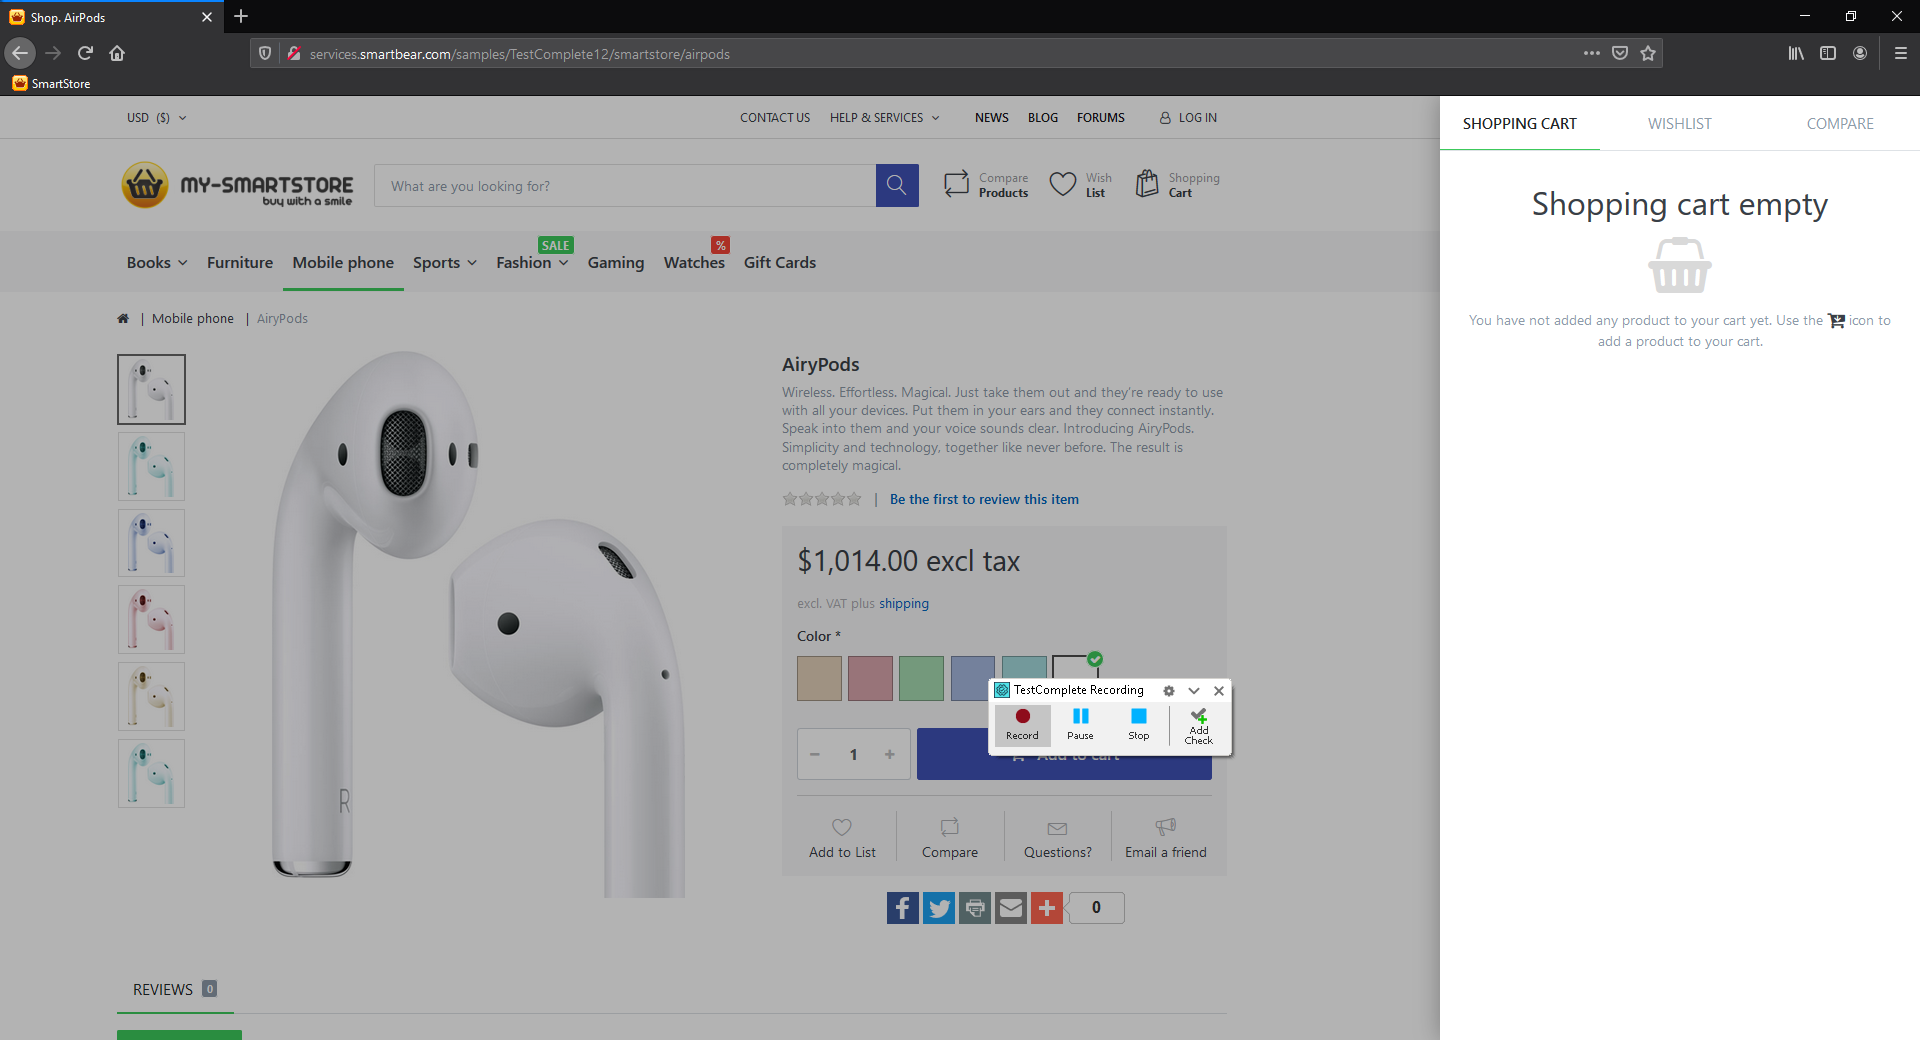 Shop. AirPods
services.smartbear.com/samples/TestComplete12/smartstore/airpods
SmartStore
USD ($)
CONTACT US
HELP & SERVICES
NEWS
BLOG
FORUMS
LOG IN
MY-SMARTSTORE
buy with a smile
What are you looking for?
Compare
Products
Wish
List
Shopping
Cart
SALE
%
Books
Furniture
Mobile phone
Sports
Fashion
Gaming
Watches
Gift Cards
| Mobile phone | AiryPods
R
AiryPods
Wireless. Effortless. Magical. Just take them out and they're ready to use
with all your devices. Put them in your ears and they connect instantly.
Speak into them and your voice sounds clear. Introducing AiryPods.
Simplicity and technology, together like never before. The result is
completely magical.
| Be the first to review this item
$1,014.00 excl tax
excl. VAT plus shipping
Color *
1
Add to cart
TestComplete Recording
Record
Pause
Stop
Add
Check
Add to List
Compare
Questions?
Email a friend
0
REVIEWS 0
SHOPPING CART
WISHLIST
COMPARE
Shopping cart empty
You have not added any product to your cart yet. Use the icon to
add a product to your cart.